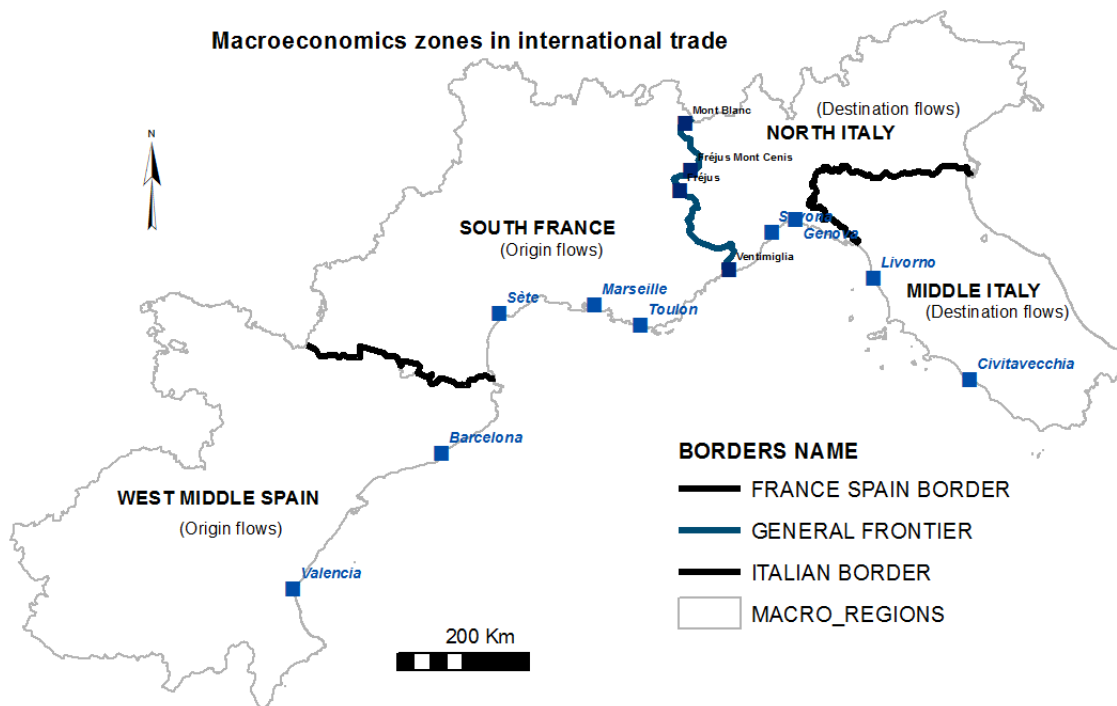 Macroeconomics zones in international trade
N
Mont Blanc
(Destination flows)
NORTH ITALY
Fréjus Mont Cenis
Fréjus
SOUTH FRANCE
(Origin flows)
Savona
Genova
Ventimiglia
Livorno
MIDDLE ITALY
(Destination flows)
Sète
Marseille
Toulon
Civitavecchia
Barcelona
WEST MIDDLE SPAIN
(Origin flows)
Valencia
BORDERS NAME
FRANCE SPAIN BORDER
GENERAL FRONTIER
ITALIAN BORDER
MACRO_REGIONS
200 Km